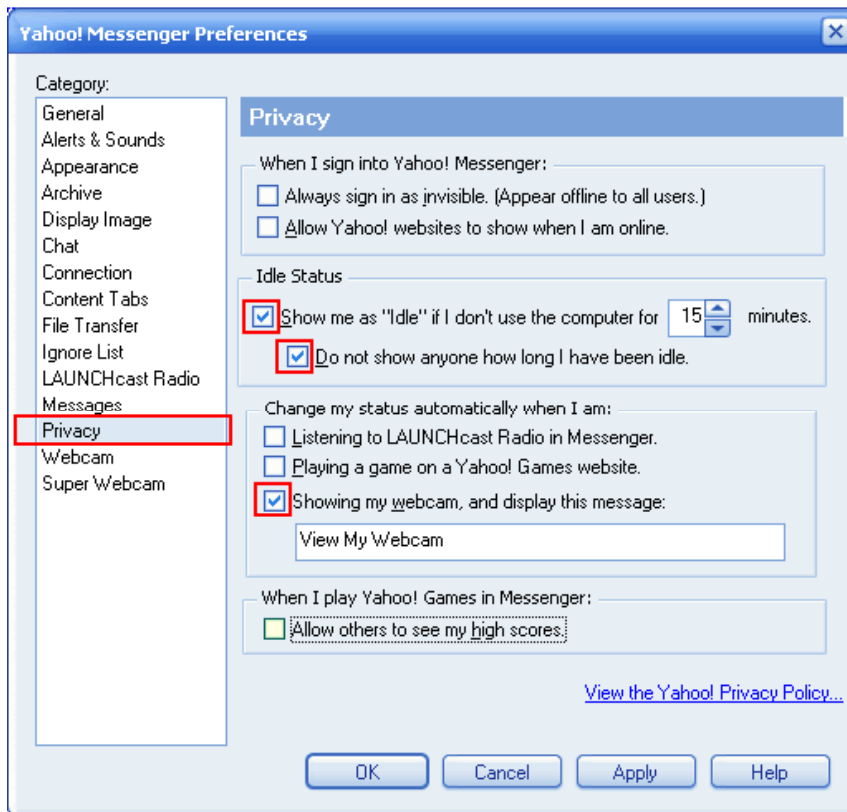 Yahoo! Messenger Preferences
Category:
General
Alerts & Sounds
Appearance
Archive
Display Image
Chat
Connection
Content Tabs
File Transfer
Ignore List
LAUNCHcast Radio
Messages
Privacy
Webcam
Super Webcam
Privacy
When I sign into Yahoo! Messenger:
Always sign in as invisible. (Appear offline to all users.)
Allow Yahoo! websites to show when I am online.
Idle Status
Show me as "Idle" if I don't use the computer for 15 minutes.
Do not show anyone how long I have been idle.
Change my status automatically when I am:
Listening to LAUNCHcast Radio in Messenger.
Playing a game on a Yahoo! Games website.
Showing my webcam, and display this message:
View My Webcam
When I play Yahoo! Games in Messenger:
Allow others to see my high scores.
View the Yahoo! Privacy Policy...
OK Cancel Apply Help